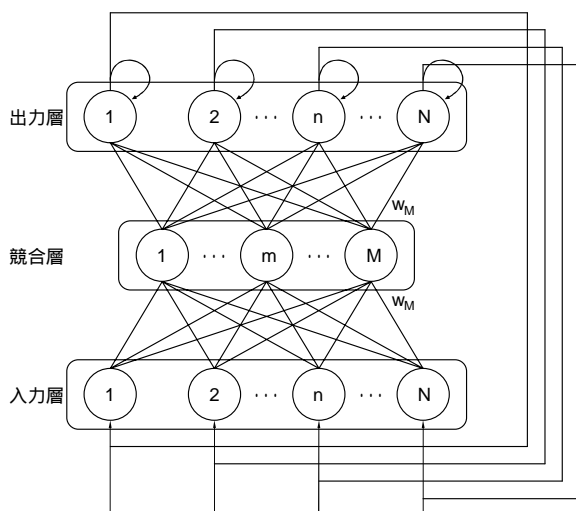 出力層 1 2 ··· n ··· N
w_M
競合層 1 ··· m ··· M
w_M
入力層 1 2 ··· n ··· N